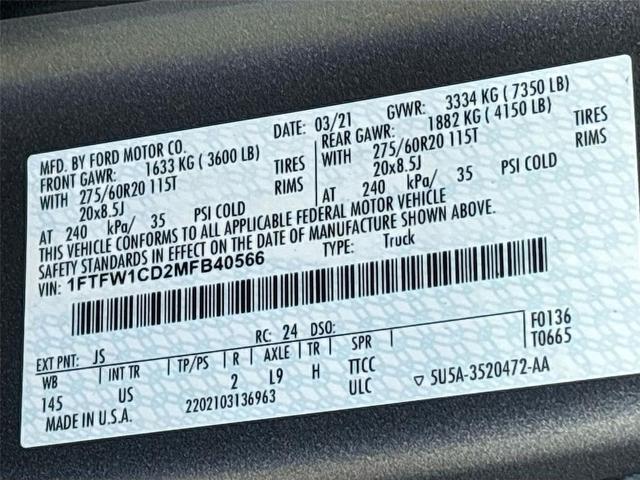 MFD. BY FORD MOTOR CO. DATE: 03/21 GVWR: 3334 KG ( 7350 LB)
FRONT GAWR: 1633 KG ( 3600 LB) REAR GAWR: 1882 KG ( 4150 LB)
WITH 275/60R20 115T TIRES WITH 275/60R20 115T TIRES
20x8.5J RIMS 20x8.5J RIMS
AT 240 kPa/ 35 PSI COLD AT 240 kPa/ 35 PSI COLD
THIS VEHICLE CONFORMS TO ALL APPLICABLE FEDERAL MOTOR VEHICLE
SAFETY STANDARDS IN EFFECT ON THE DATE OF MANUFACTURE SHOWN ABOVE.
VIN: 1FTFW1CD2MFB40566 TYPE: Truck
F0136
EXT PNT: JS RC: 24 DSO: T0665
WB INT TR TP/PS R AXLE TR SPR
145 US 2 L9 H TTCC
ULC 5U5A-3520472-AA
MADE IN U.S.A. 2202103136963